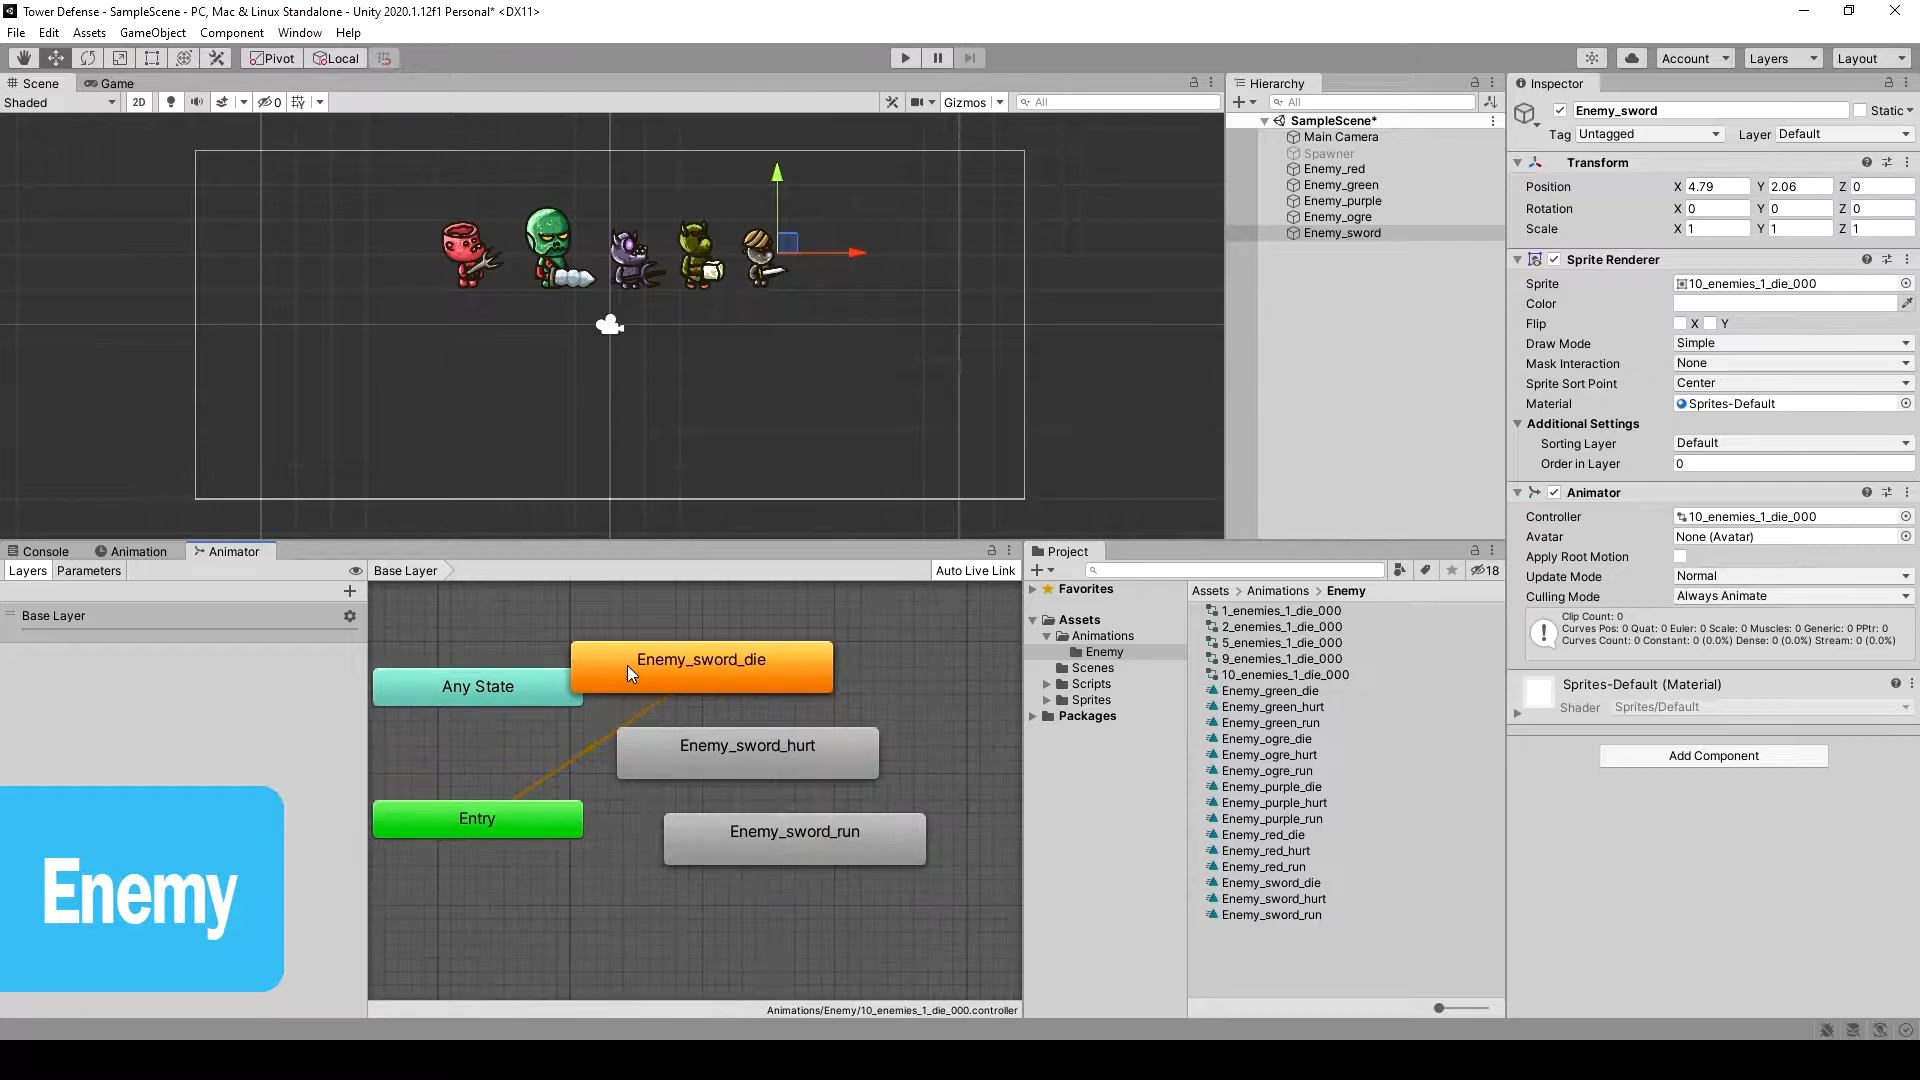 Tower Defense - SampleScene - PC, Mac & Linux Standalone - Unity 2020.1.12f1 Personal* <DX11>
File Edit Assets GameObject Component Window Help
Pivot Local Account Layers Layout
Scene Game
Shaded 2D 0 Gizmos All
Hierarchy
All
SampleScene*
Main Camera
Spawner
Enemy_red
Enemy_green
Enemy_purple
Enemy_ogre
Enemy_sword
Inspector
Enemy_sword Static
Tag Untagged Layer Default
Transform
Position X 4.79 Y 2.06 Z 0
Rotation X 0 Y 0 Z 0
Scale X 1 Y 1 Z 1
Sprite Renderer
Sprite 10_enemies_1_die_000
Color
Flip X Y
Draw Mode Simple
Mask Interaction None
Sprite Sort Point Center
Material Sprites-Default
Additional Settings
Sorting Layer Default
Order in Layer 0
Animator
Controller 10_enemies_1_die_000
Avatar None (Avatar)
Apply Root Motion
Update Mode Normal
Culling Mode Always Animate
Clip Count: 0
Curves Pos: 0 Quat: 0 Euler: 0 Scale: 0 Muscles: 0 Generic: 0 PPtr: 0
Curves Count: 0 Constant: 0 (0.0%) Dense: 0 (0.0%) Stream: 0 (0.0%)
Sprites-Default (Material)
Shader Sprites/Default
Add Component
Console Animation Animator
Layers Parameters Base Layer Auto Live Link
Base Layer
Enemy_sword_die
Any State
Enemy_sword_hurt
Entry
Enemy_sword_run
Animations/Enemy/10_enemies_1_die_000.controller
Enemy
Project
18
Favorites
Assets
Animations
Enemy
Scenes
Scripts
Sprites
Packages
Assets > Animations > Enemy
1_enemies_1_die_000
2_enemies_1_die_000
5_enemies_1_die_000
9_enemies_1_die_000
10_enemies_1_die_000
Enemy_green_die
Enemy_green_hurt
Enemy_green_run
Enemy_ogre_die
Enemy_ogre_hurt
Enemy_ogre_run
Enemy_purple_die
Enemy_purple_hurt
Enemy_purple_run
Enemy_red_die
Enemy_red_hurt
Enemy_red_run
Enemy_sword_die
Enemy_sword_hurt
Enemy_sword_run